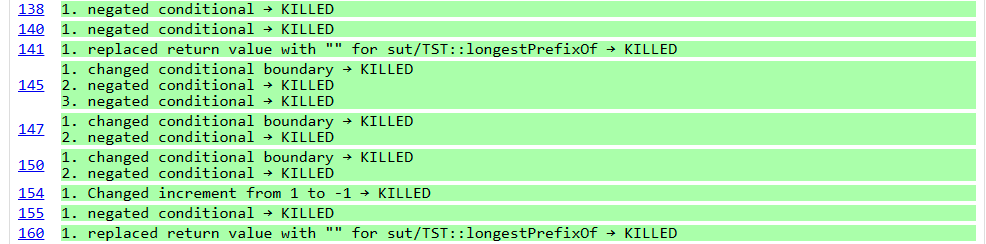 138 1. negated conditional → KILLED
140 1. negated conditional → KILLED
141 1. replaced return value with "" for sut/TST::longestPrefixOf → KILLED
1. changed conditional boundary → KILLED
145 2. negated conditional → KILLED
3. negated conditional → KILLED
147 1. changed conditional boundary → KILLED
2. negated conditional → KILLED
150 1. changed conditional boundary → KILLED
2. negated conditional → KILLED
154 1. Changed increment from 1 to -1 → KILLED
155 1. negated conditional → KILLED
160 1. replaced return value with "" for sut/TST::longestPrefixOf → KILLED